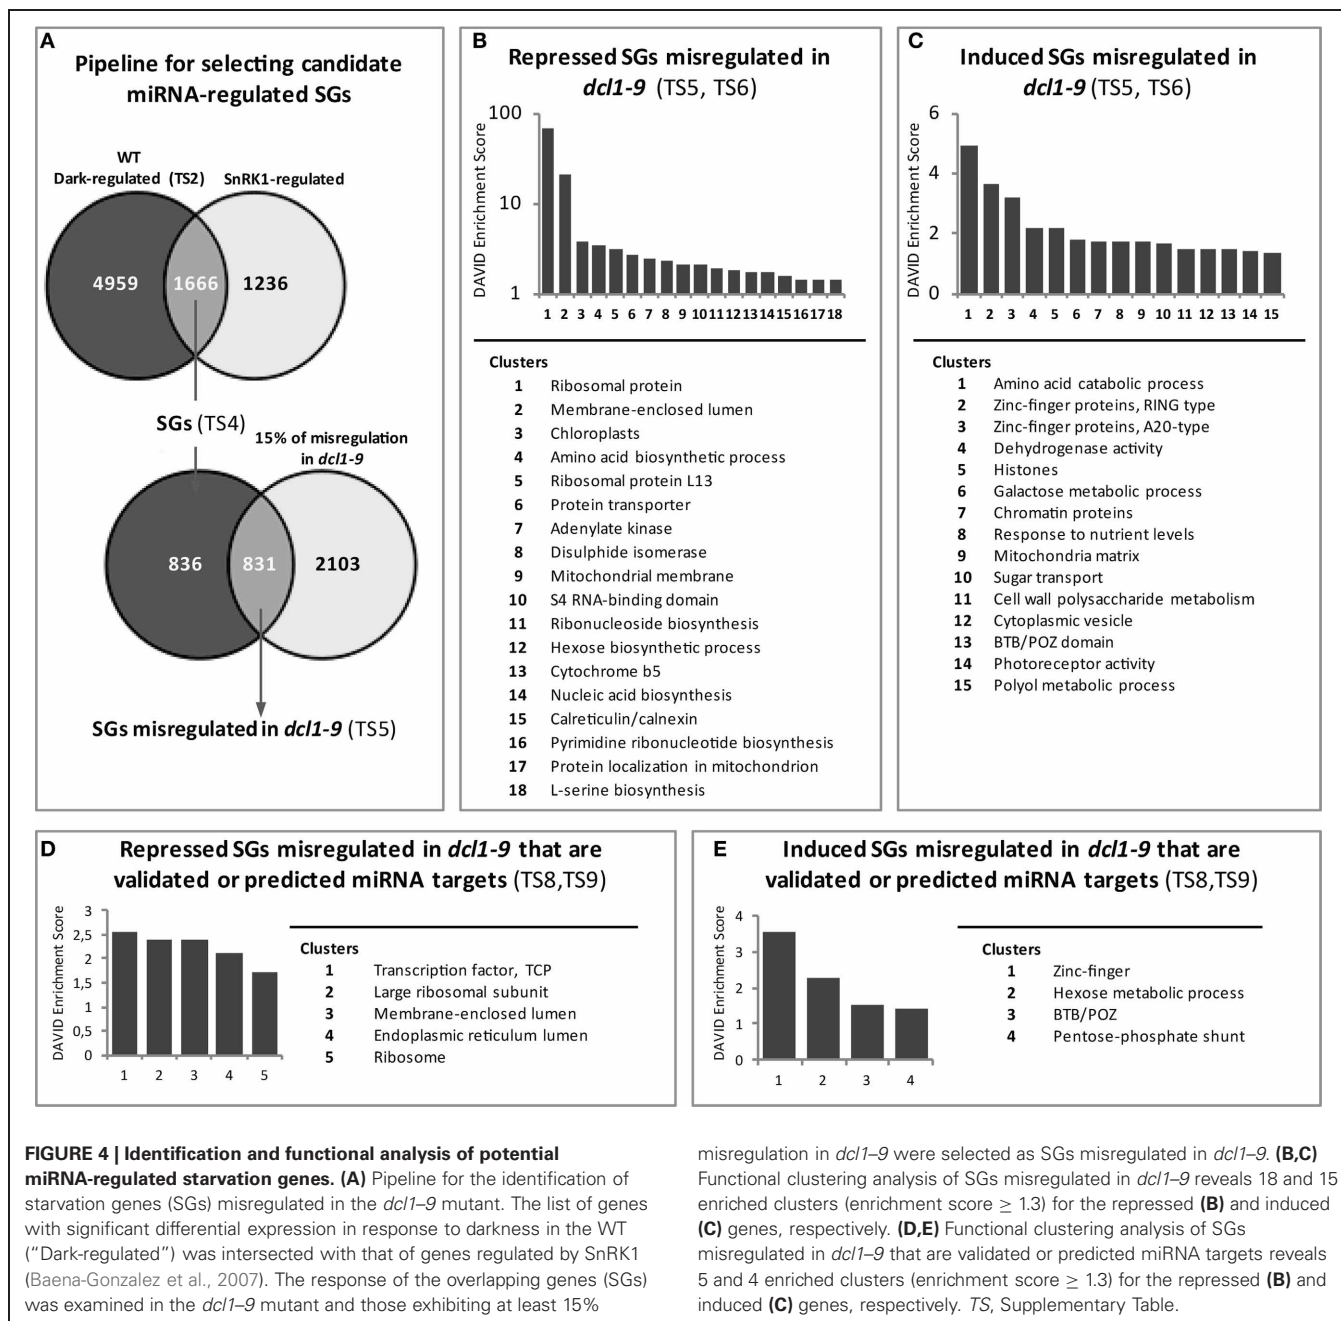 A
Pipeline for selecting candidate
miRNA-regulated SGs
WT
Dark-regulated (TS2)
SnRK1-regulated
4959
1666
1236
SGs (TS4)
15% of misregulation
in dcl1-9
836
831
2103
SGs misregulated in dcl1-9 (TS5)
B
Repressed SGs misregulated in
dcl1-9 (TS5, TS6)
DAVID Enrichment Score
100
10
1
1 2 3 4 5 6 7 8 9 10 11 12 13 14 15 16 17 18
Clusters
1 Ribosomal protein
2 Membrane-enclosed lumen
3 Chloroplasts
4 Amino acid biosynthetic process
5 Ribosomal protein L13
6 Protein transporter
7 Adenylate kinase
8 Disulphide isomerase
9 Mitochondrial membrane
10 S4 RNA-binding domain
11 Ribonucleoside biosynthesis
12 Hexose biosynthetic process
13 Cytochrome b5
14 Nucleic acid biosynthesis
15 Calreticulin/calnexin
16 Pyrimidine ribonucleotide biosynthesis
17 Protein localization in mitochondrion
18 L-serine biosynthesis
C
Induced SGs misregulated in
dcl1-9 (TS5, TS6)
DAVID Enrichment Score
6
4
2
0
1 2 3 4 5 6 7 8 9 10 11 12 13 14 15
Clusters
1 Amino acid catabolic process
2 Zinc-finger proteins, RING type
3 Zinc-finger proteins, A20-type
4 Dehydrogenase activity
5 Histones
6 Galactose metabolic process
7 Chromatin proteins
8 Response to nutrient levels
9 Mitochondria matrix
10 Sugar transport
11 Cell wall polysaccharide metabolism
12 Cytoplasmic vesicle
13 BTB/POZ domain
14 Photoreceptor activity
15 Polyol metabolic process
D
Repressed SGs misregulated in dcl1-9 that are
validated or predicted miRNA targets (TS8,TS9)
DAVID Enrichment Score
3
2,5
2
1,5
1
0,5
0
1 2 3 4 5
Clusters
1 Transcription factor, TCP
2 Large ribosomal subunit
3 Membrane-enclosed lumen
4 Endoplasmic reticulum lumen
5 Ribosome
E
Induced SGs misregulated in dcl1-9 that are
validated or predicted miRNA targets (TS8,TS9)
DAVID Enrichment Score
4
3
2
1
0
1 2 3 4
Clusters
1 Zinc-finger
2 Hexose metabolic process
3 BTB/POZ
4 Pentose-phosphate shunt
FIGURE 4 | Identification and functional analysis of potential
miRNA-regulated starvation genes. (A) Pipeline for the identification of
starvation genes (SGs) misregulated in the dcl1–9 mutant. The list of genes
with significant differential expression in response to darkness in the WT
(“Dark-regulated”) was intersected with that of genes regulated by SnRK1
(Baena-Gonzalez et al., 2007). The response of the overlapping genes (SGs)
was examined in the dcl1–9 mutant and those exhibiting at least 15%
misregulation in dcl1–9 were selected as SGs misregulated in dcl1–9. (B,C)
Functional clustering analysis of SGs misregulated in dcl1–9 reveals 18 and 15
enriched clusters (enrichment score ≥ 1.3) for the repressed (B) and induced
(C) genes, respectively. (D,E) Functional clustering analysis of SGs
misregulated in dcl1–9 that are validated or predicted miRNA targets reveals
5 and 4 enriched clusters (enrichment score ≥ 1.3) for the repressed (B) and
induced (C) genes, respectively. TS, Supplementary Table.